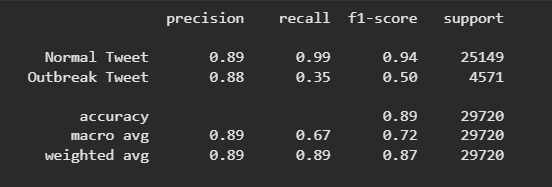 precision recall f1-score support
Normal Tweet 0.89 0.99 0.94 25149
Outbreak Tweet 0.88 0.35 0.50 4571
accuracy 0.89 29720
macro avg 0.89 0.67 0.72 29720
weighted avg 0.89 0.89 0.87 29720